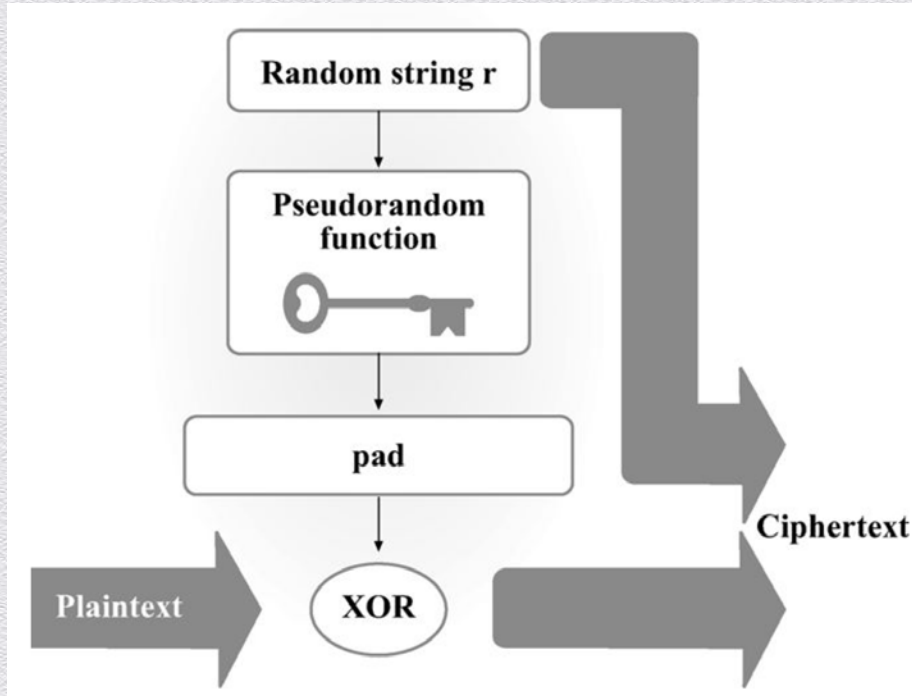 Random string r
Pseudorandom
function
pad
Ciphertext
Plaintext
XOR